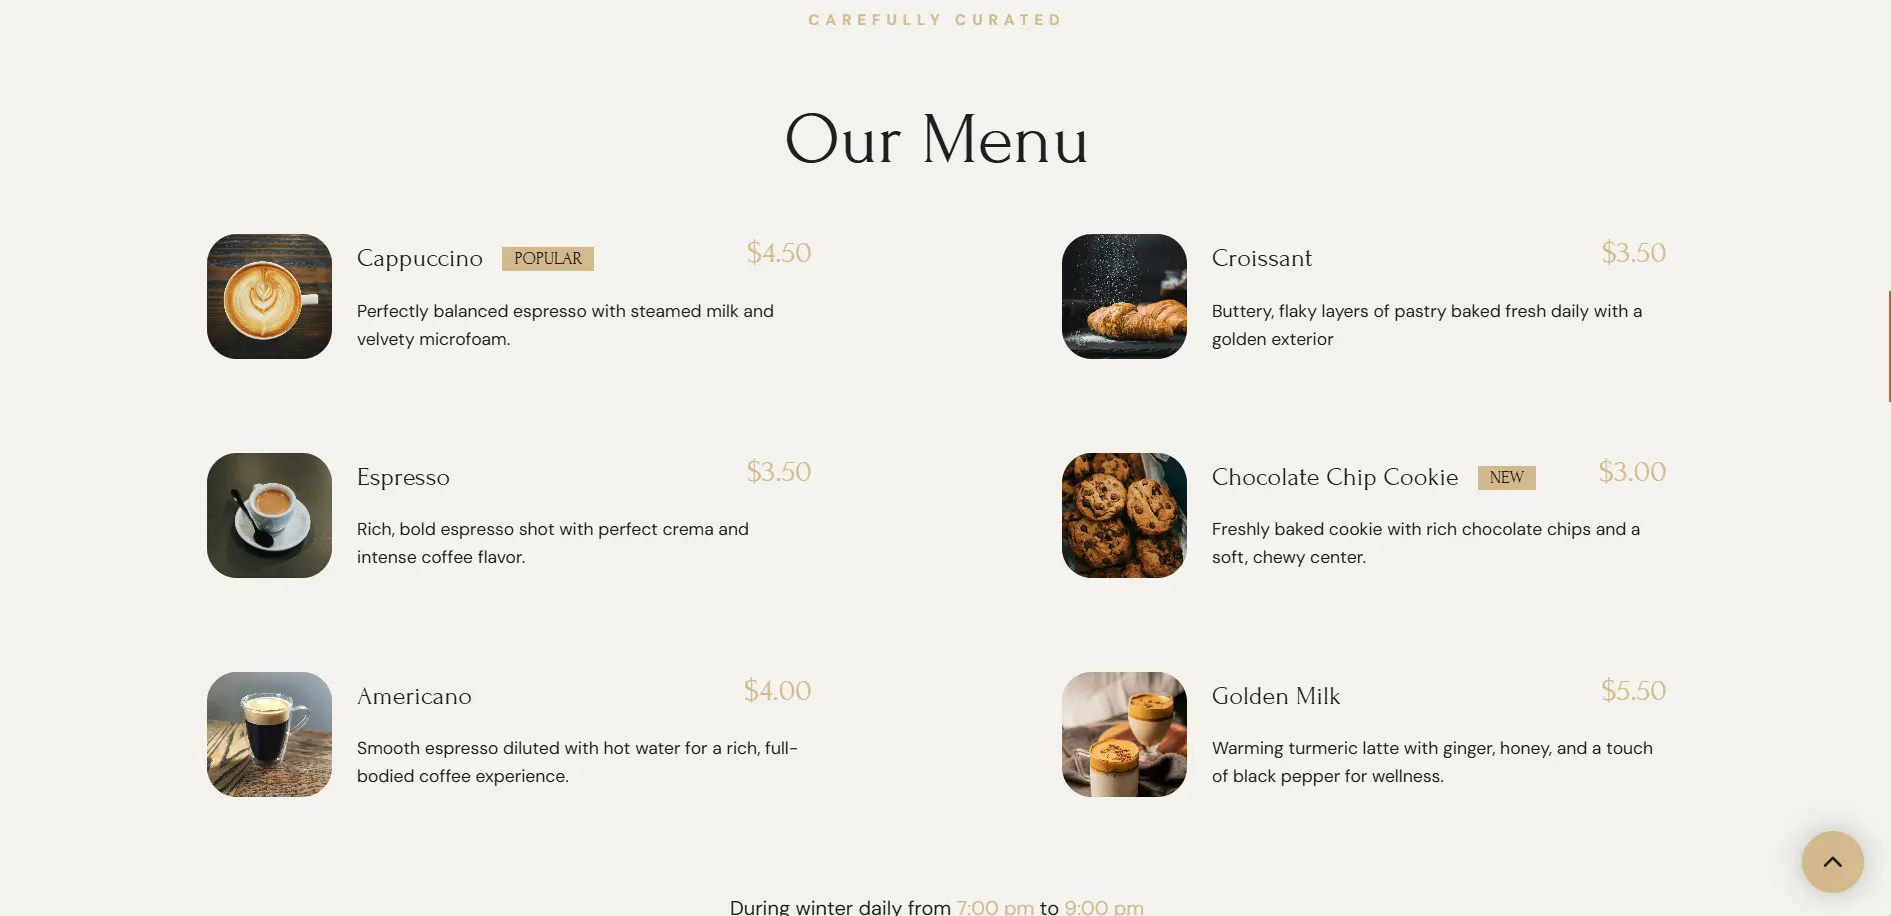 CAREFULLY CURATED
Our Menu
Cappuccino POPULAR $4.50
Perfectly balanced espresso with steamed milk and
velvety microfoam.
Croissant $3.50
Buttery, flaky layers of pastry baked fresh daily with a
golden exterior
Espresso $3.50
Rich, bold espresso shot with perfect crema and
intense coffee flavor.
Chocolate Chip Cookie NEW $3.00
Freshly baked cookie with rich chocolate chips and a
soft, chewy center.
Americano $4.00
Smooth espresso diluted with hot water for a rich, full-
bodied coffee experience.
Golden Milk $5.50
Warming turmeric latte with ginger, honey, and a touch
of black pepper for wellness.
During winter daily from 7:00 pm to 9:00 pm